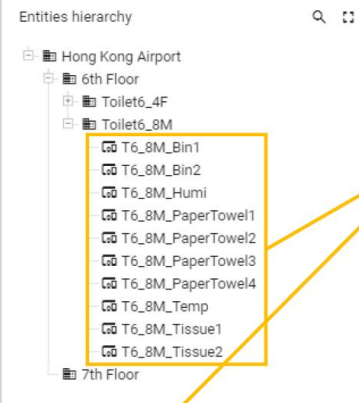 Entities hierarchy
Hong Kong Airport
6th Floor
Toilet6_4F
Toilet6_8M
T6_8M_Bin1
T6_8M_Bin2
T6_8M_Humi
T6_8M_PaperTowel1
T6_8M_PaperTowel2
T6_8M_PaperTowel3
T6_8M_PaperTowel4
T6_8M_Temp
T6_8M_Tissue1
T6_8M_Tissue2
7th Floor